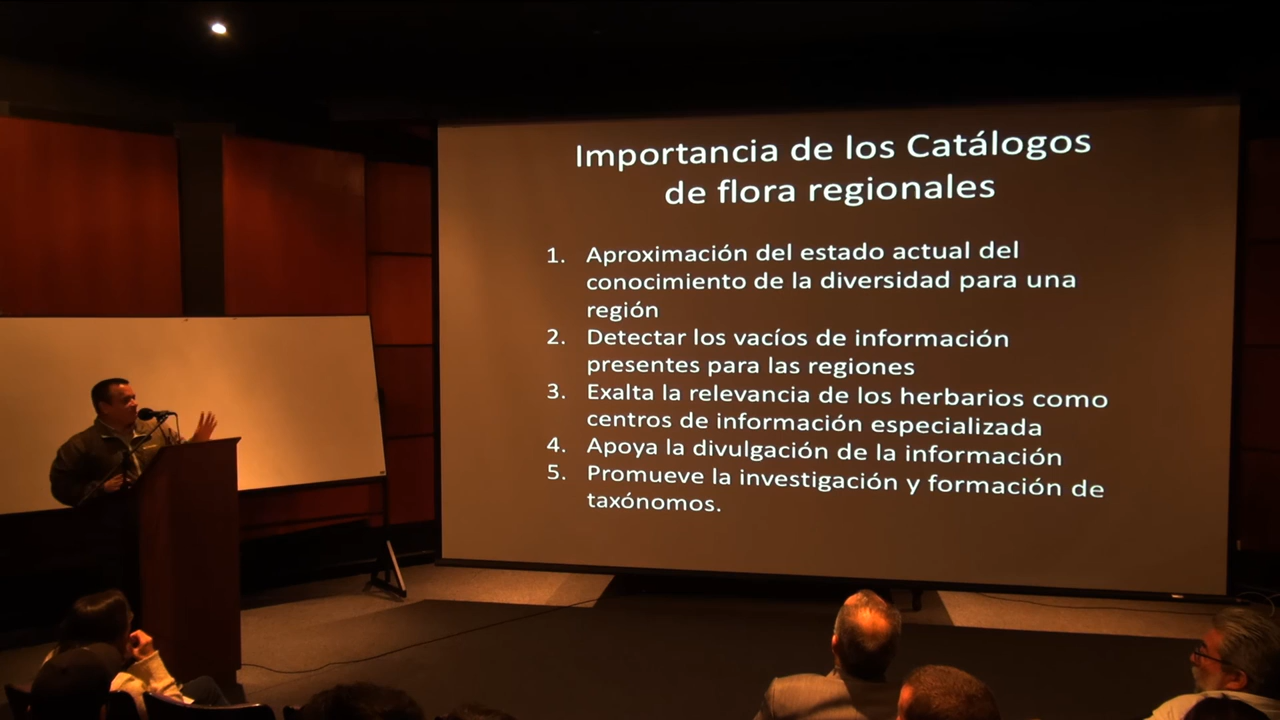 Importancia de los Catálogos
de flora regionales
1. Aproximación del estado actual del
conocimiento de la diversidad para una
región
2. Detectar los vacíos de información
presentes para las regiones
3. Exalta la relevancia de los herbarios como
centros de información especializada
4. Apoya la divulgación de la información
5. Promueve la investigación y formación de
taxónomos.